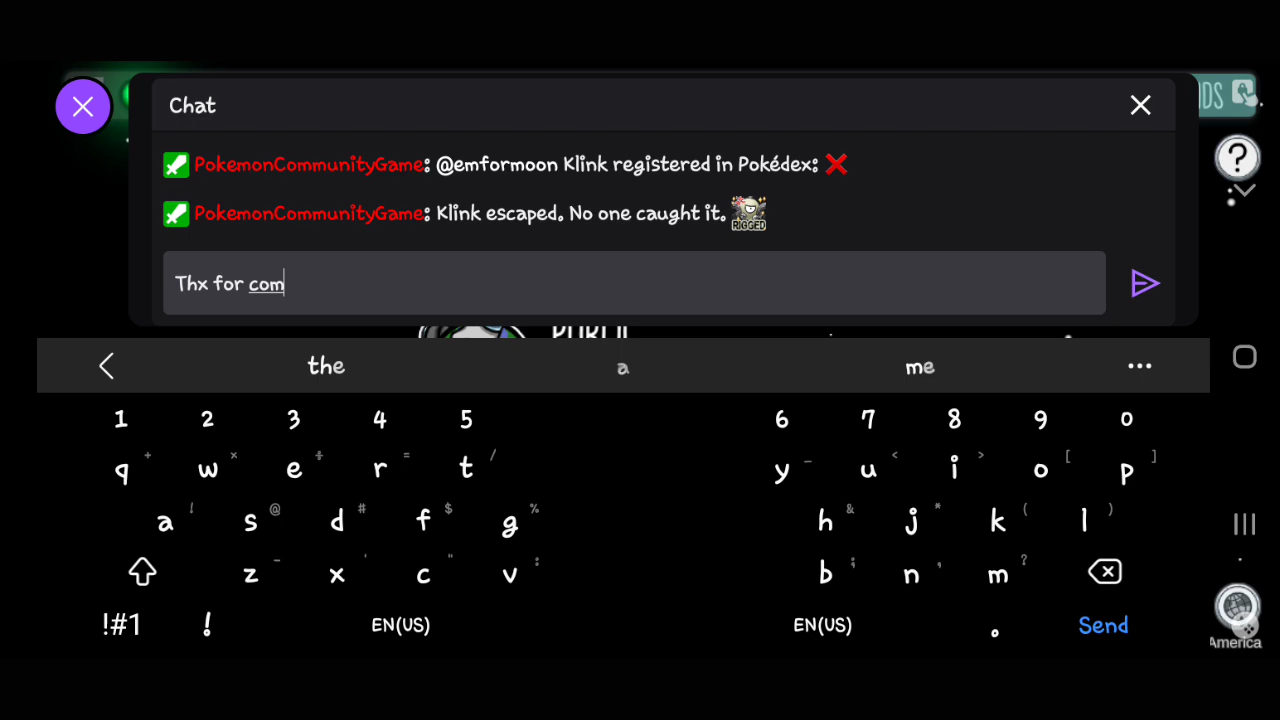 Chat
PokemonCommunityGame: @emformoon Klink registered in Pokédex: ❌
PokemonCommunityGame: Klink escaped. No one caught it.
RIGGED
Thx for com
the a me •••
1 2 3 4 5 6 7 8 9 0
q + w × e ÷ r = t / y _ u < i > o [ p ]
a ! s @ d # f $ g % h & j * k ( l )
z - x ' c " v : b ; n , m ?
!#1 ! EN(US) EN(US) . Send
?
America